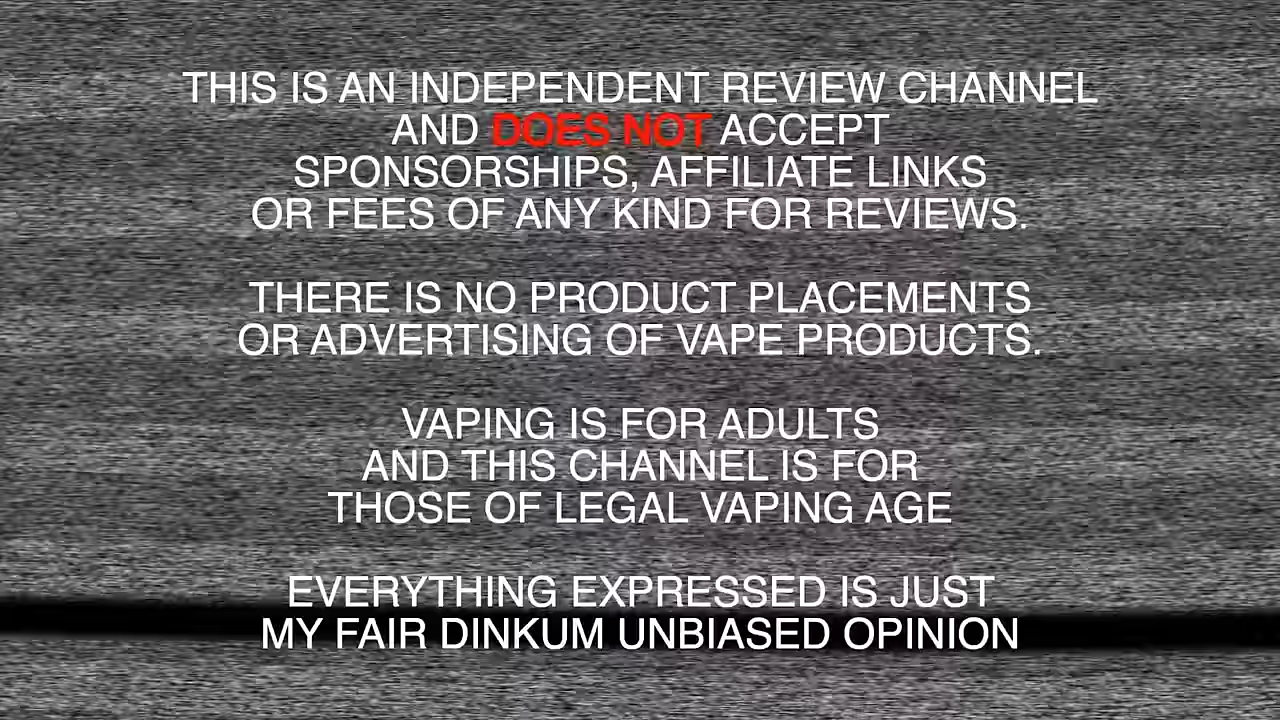 THIS IS AN INDEPENDENT REVIEW CHANNEL
AND DOES NOT ACCEPT
SPONSORSHIPS, AFFILIATE LINKS
OR FEES OF ANY KIND FOR REVIEWS.
THERE IS NO PRODUCT PLACEMENTS
OR ADVERTISING OF VAPE PRODUCTS.
VAPING IS FOR ADULTS
AND THIS CHANNEL IS FOR
THOSE OF LEGAL VAPING AGE
EVERYTHING EXPRESSED IS JUST
MY FAIR DINKUM UNBIASED OPINION